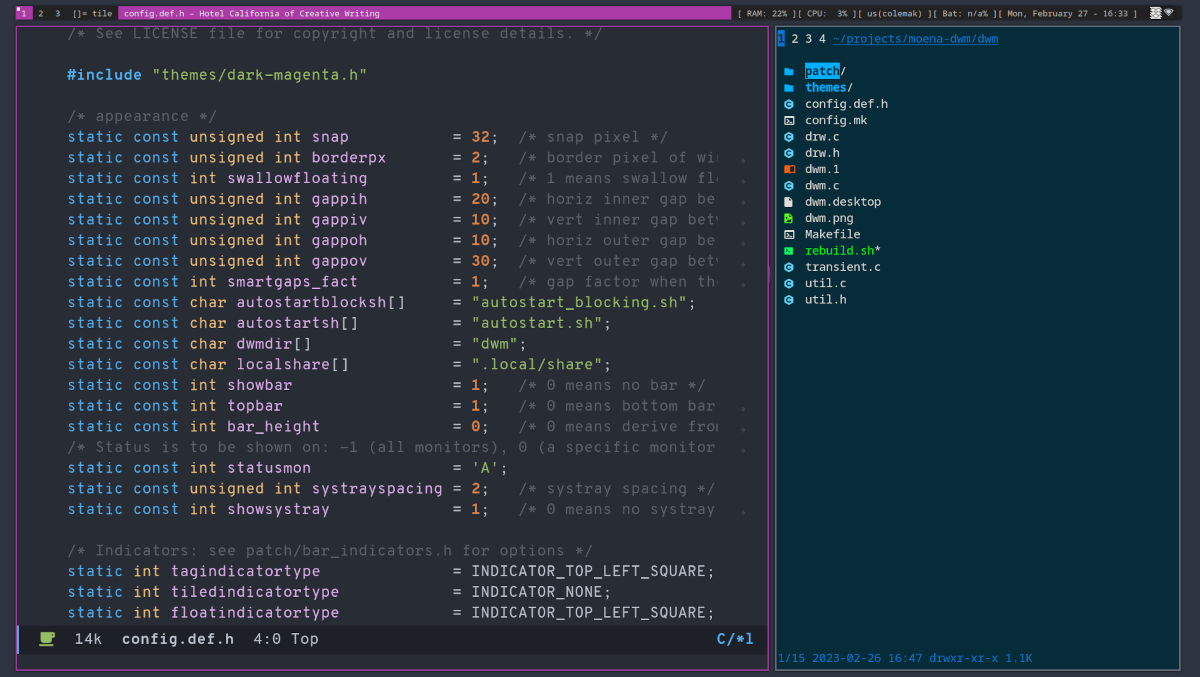 1 2 3 []= tile config.def.h – Hotel California of Creative Writing [ RAM: 22% ][ CPU: 3% ][ us(colemak) ][ Bat: n/a% ][ Mon, February 27 - 16:33 ]
/* See LICENSE file for copyright and license details. */
#include "themes/dark-magenta.h"
/* appearance */
static const unsigned int snap = 32; /* snap pixel */
static const unsigned int borderpx = 2; /* border pixel of
static const int swallowfloating = 1; /* 1 means swallow
static const unsigned int gappih = 20; /* horiz inner gap be
static const unsigned int gappiv = 10; /* vert inner gap
static const unsigned int gappoh = 10; /* horiz outer gap be
static const unsigned int gappov = 30; /* vert outer gap
static const int smartgaps_fact = 1; /* gap factor when
static const char autostartblocksh[] = "autostart_blocking.sh";
static const char autostartsh[] = "autostart.sh";
static const char dwmdir[] = "dwm";
static const char localshare[] = ".local/share";
static const int showbar = 1; /* 0 means no bar */
static const int topbar = 1; /* 0 means bottom bar
static const int bar_height = 0; /* 0 means derive
/* Status is to be shown on: -1 (all monitors), 0 (a specific monitor
static const int statusmon = 'A';
static const unsigned int systrayspacing = 2; /* systray spacing */
static const int showsystray = 1; /* 0 means no systray
/* Indicators: see patch/bar_indicators.h for options */
static int tagindicatortype = INDICATOR_TOP_LEFT_SQUARE;
static int tiledindicatortype = INDICATOR_NONE;
static int floatindicatortype = INDICATOR_TOP_LEFT_SQUARE;
14k config.def.h 4:0 Top C/*l
1 2 3 4 ~/projects/moena-dwm/dwm
patch/
themes/
config.def.h
config.mk
drw.c
drw.h
dwm.1
dwm.c
dwm.desktop
dwm.png
Makefile
rebuild.sh*
transient.c
util.c
util.h
1/15 2023-02-26 16:47 drwxr-xr-x 1.1K